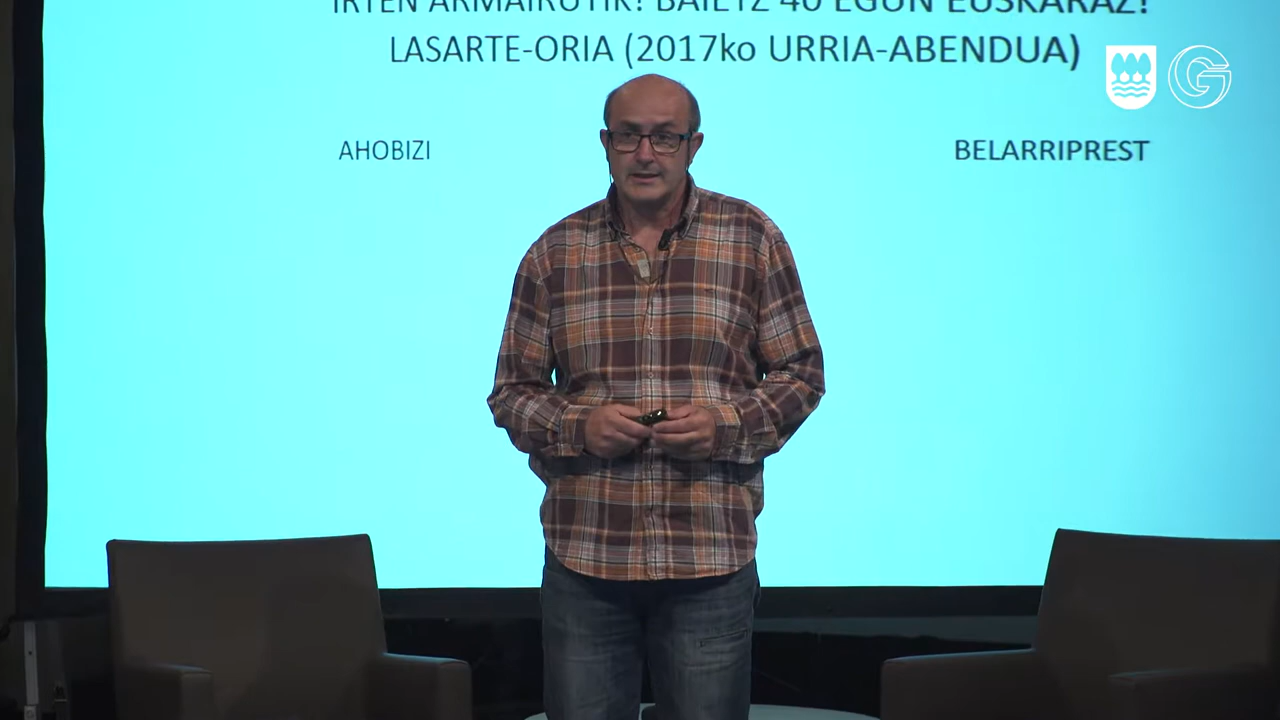 IRTEN ARMAIRUTIK! BAIETZ 40 EGUN EUSKARAZ!
LASARTE-ORIA (2017ko URRIA-ABENDUA)
AHOBIZI
BELARRIPREST